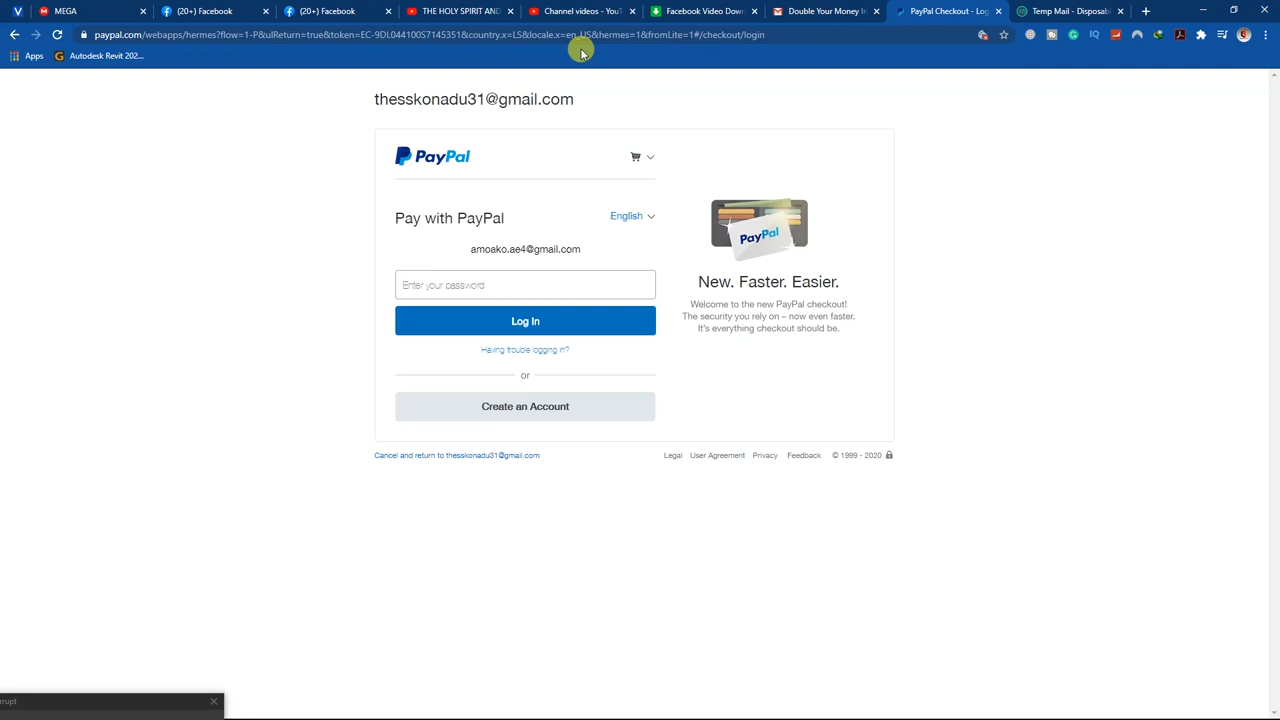 MEGA
(20+) Facebook
(20+) Facebook
THE HOLY SPIRIT AND
Channel videos - YouT
Facebook Video Down
Double Your Money In
PayPal Checkout - Log
Temp Mail - Disposabl
paypal.com/webapps/hermes?flow=1-P&ulReturn=true&token=EC-9DL044100S7145351&country.x=LS&locale.x=en_US&hermes=1&fromLite=1#/checkout/login
Apps
Autodesk Revit 202...
thesskonadu31@gmail.com
PayPal
Pay with PayPal
English
amoako.ae4@gmail.com
Enter your password
Log In
Having trouble logging in?
or
Create an Account
PayPal
New. Faster. Easier.
Welcome to the new PayPal checkout!
The security you rely on – now even faster.
It's everything checkout should be.
Cancel and return to thesskonadu31@gmail.com
Legal User Agreement Privacy Feedback © 1999 - 2020
rrupt